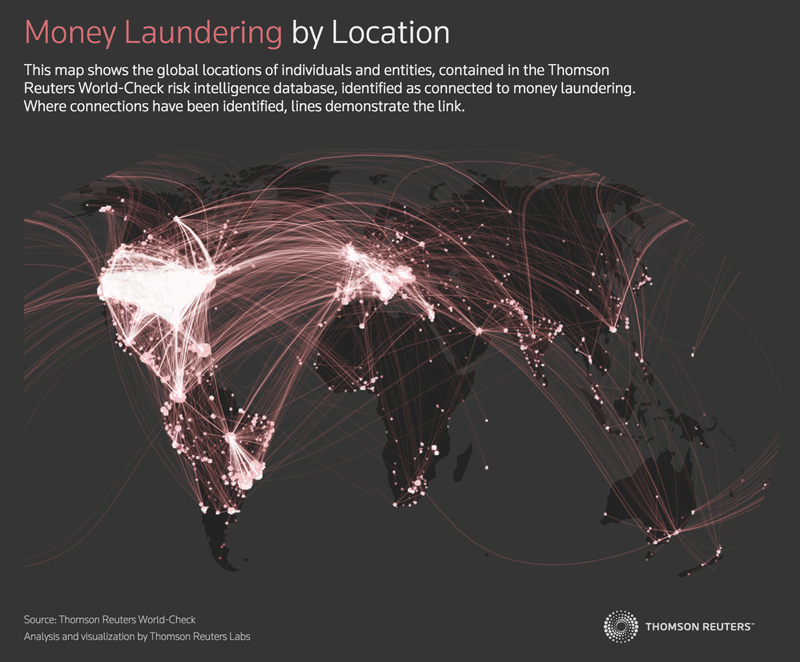 Money Laundering by Location
This map shows the global locations of individuals and entities, contained in the Thomson
Reuters World-Check risk intelligence database, identified as connected to money laundering.
Where connections have been identified, lines demonstrate the link.
Source: Thomson Reuters World-Check
Analysis and visualization by Thomson Reuters Labs
THOMSON REUTERS™